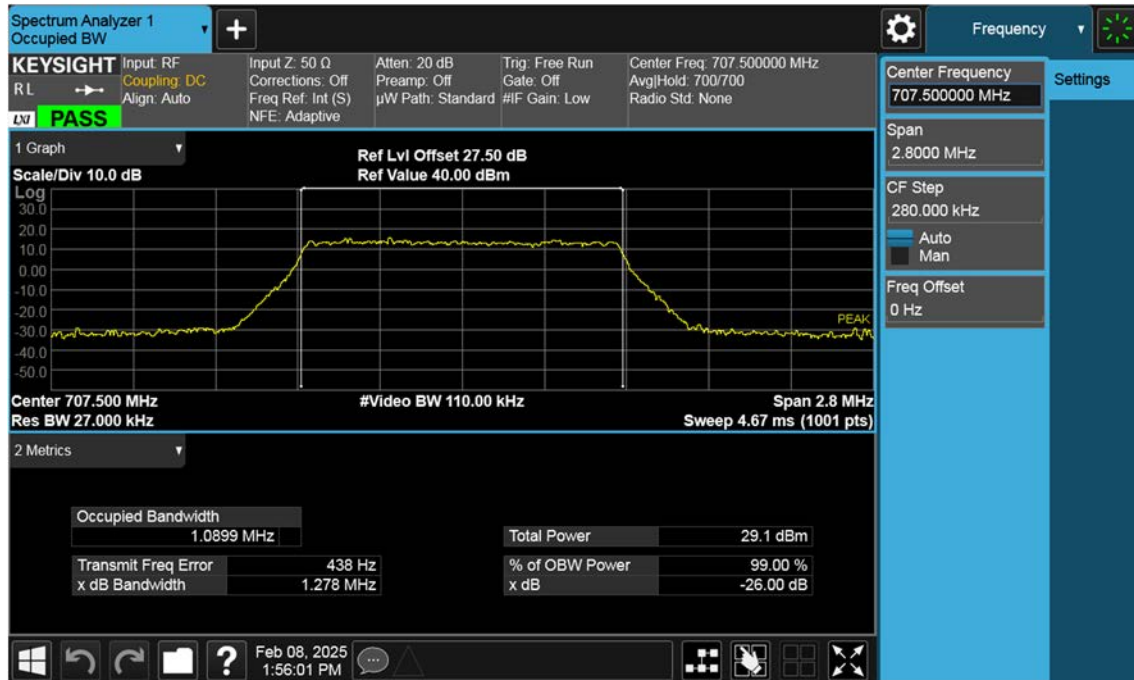 Spectrum Analyzer 1
Occupied BW
+
Frequency
KEYSIGHT
R L
LXI
PASS
Input: RF
Coupling: DC
Align: Auto
Input Z: 50 Ω
Corrections: Off
Freq Ref: Int (S)
NFE: Adaptive
Atten: 20 dB
Preamp: Off
µW Path: Standard
Trig: Free Run
Gate: Off
#IF Gain: Low
Center Freq: 707.500000 MHz
Avg|Hold: 700/700
Radio Std: None
Center Frequency
707.500000 MHz
Settings
Span
2.8000 MHz
CF Step
280.000 kHz
Auto
Man
Freq Offset
0 Hz
1 Graph
Scale/Div 10.0 dB
Ref Lvl Offset 27.50 dB
Ref Value 40.00 dBm
Log
30.0
20.0
10.0
0.00
-10.0
-20.0
-30.0
-40.0
-50.0
PEAK
Center 707.500 MHz
#Video BW 110.00 kHz
Span 2.8 MHz
Res BW 27.000 kHz
Sweep 4.67 ms (1001 pts)
2 Metrics
Occupied Bandwidth
1.0899 MHz
Total Power 29.1 dBm
Transmit Freq Error 438 Hz
% of OBW Power 99.00 %
x dB Bandwidth 1.278 MHz
x dB -26.00 dB
?
Feb 08, 2025
1:56:01 PM